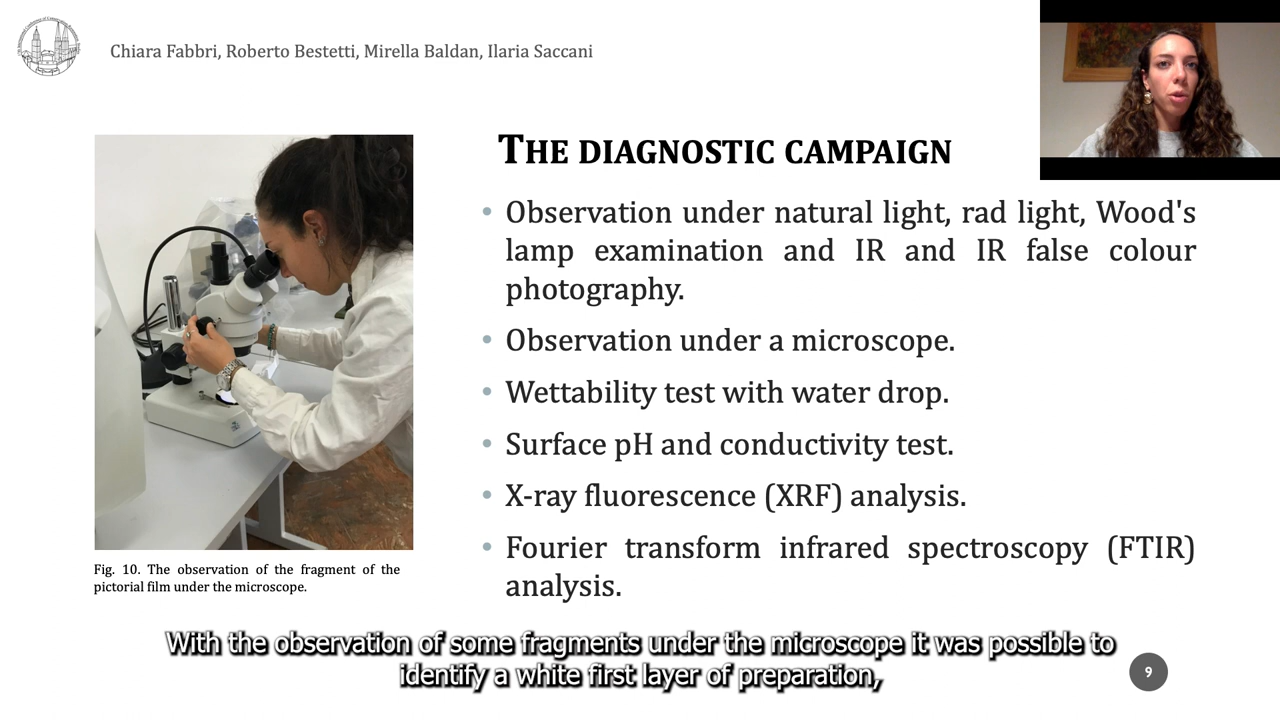 Chiara Fabbri, Roberto Bestetti, Mirella Baldan, Ilaria Saccani
THE DIAGNOSTIC CAMPAIGN
• Observation under natural light, rad light, Wood's
lamp examination and IR and IR false colour
photography.
• Observation under a microscope.
• Wettability test with water drop.
• Surface pH and conductivity test.
• X-ray fluorescence (XRF) analysis.
• Fourier transform infrared spectroscopy (FTIR)
analysis.
Fig. 10. The observation of the fragment of the
pictorial film under the microscope.
With the observation of some fragments under the microscope it was possible to
identify a white first layer of preparation,
9